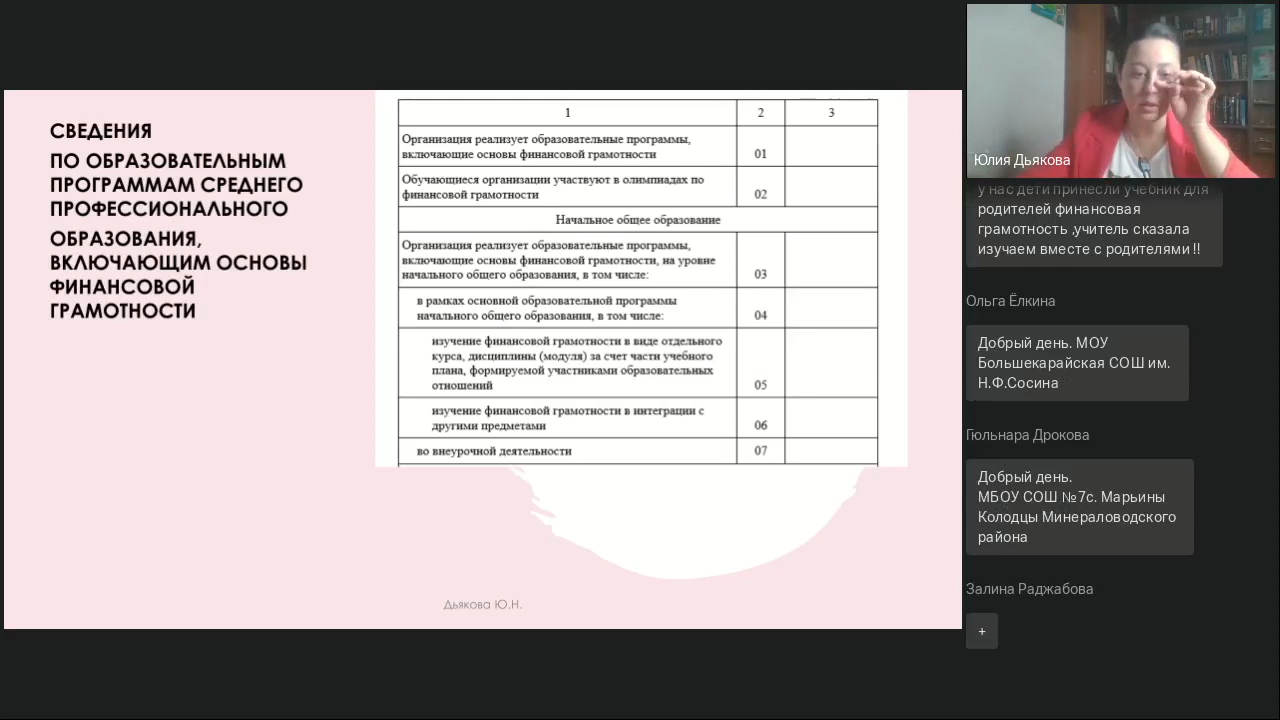 СВЕДЕНИЯ
ПО ОБРАЗОВАТЕЛЬНЫМ
ПРОГРАММАМ СРЕДНЕГО
ПРОФЕССИОНАЛЬНОГО
ОБРАЗОВАНИЯ,
ВКЛЮЧАЮЩИМ ОСНОВЫ
ФИНАНСОВОЙ
ГРАМОТНОСТИ
1 2 3
Организация реализует образовательные программы,
включающие основы финансовой грамотности 01
Обучающиеся организации участвуют в олимпиадах по
финансовой грамотности 02
Начальное общее образование
Организация реализует образовательные программы,
включающие основы финансовой грамотности, на уровне
начального общего образования, в том числе: 03
в рамках основной образовательной программы
начального общего образования, в том числе: 04
изучение финансовой грамотности в виде отдельного
курса, дисциплины (модуля) за счет части учебного
плана, формируемой участниками образовательных
отношений 05
изучение финансовой грамотности в интеграции с
другими предметами 06
во внеурочной деятельности 07
Дьякова Ю.Н.
Юлия Дьякова
у нас дети принесли учебник для
родителей финансовая
грамотность ,учитель сказала
изучаем вместе с родителями !!
Ольга Ёлкина
Добрый день. МОУ
Большекарайская СОШ им.
Н.Ф.Сосина
Гюльнара Дрокова
Добрый день.
МБОУ СОШ №7с. Марьины
Колодцы Минераловодского
района
Залина Раджабова
+